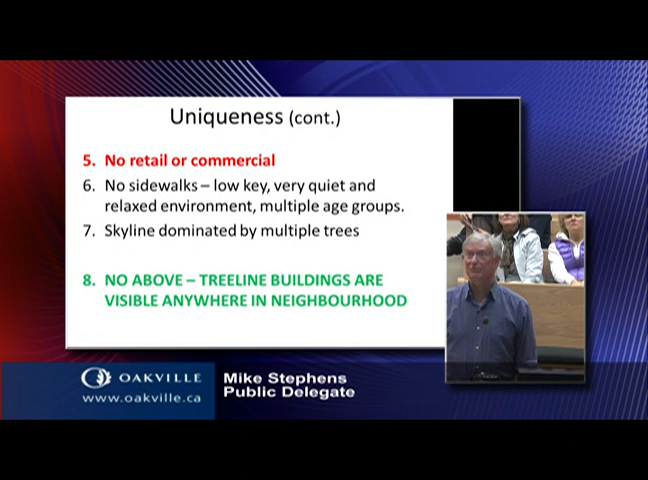 Uniqueness (cont.)
5. No retail or commercial
6. No sidewalks – low key, very quiet and
relaxed environment, multiple age groups.
7. Skyline dominated by multiple trees
8. NO ABOVE – TREELINE BUILDINGS ARE
VISIBLE ANYWHERE IN NEIGHBOURHOOD
OAKVILLE
www.oakville.ca
Mike Stephens
Public Delegate